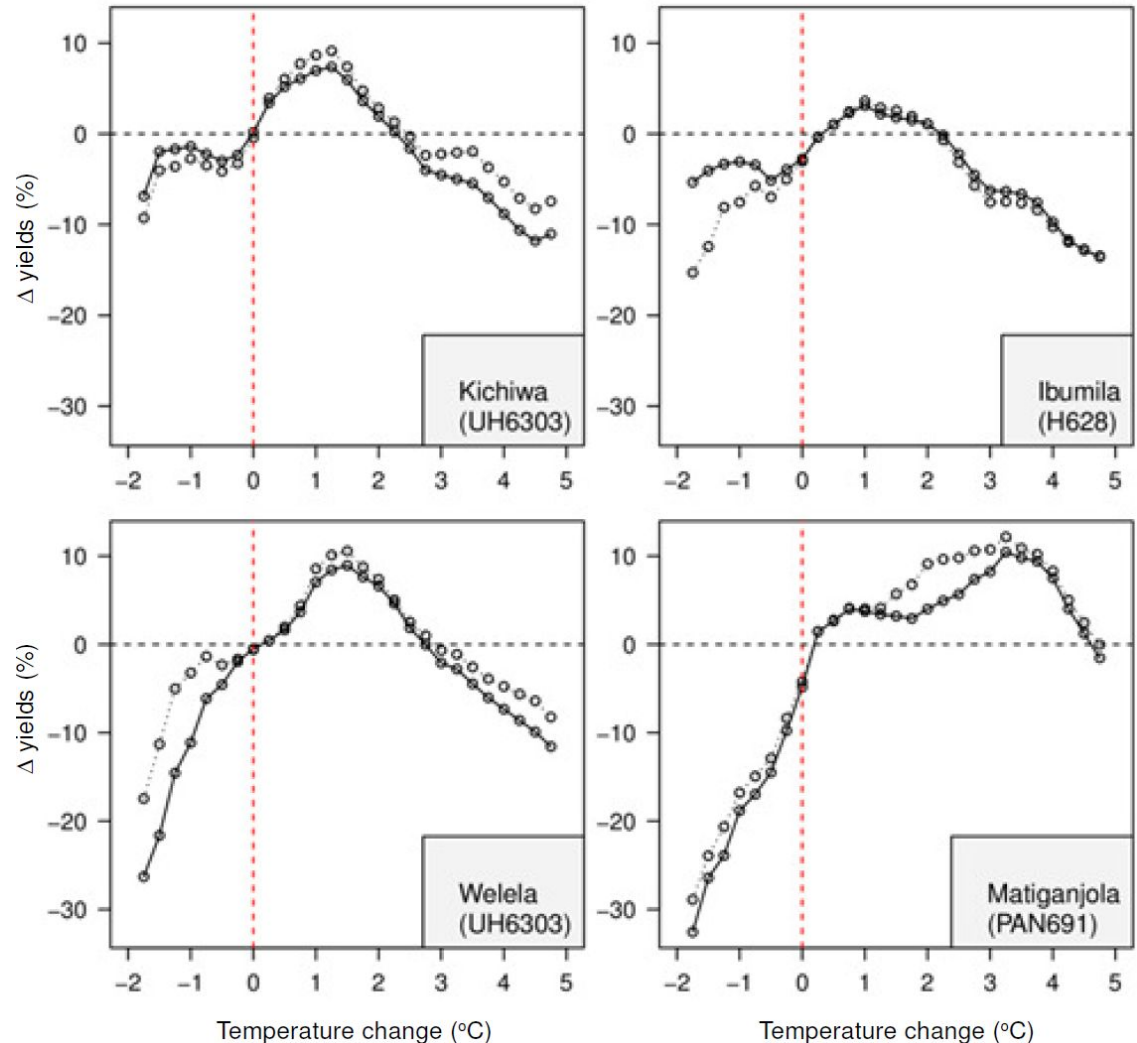 10
0
−10
−20
−30
Δ yields (%)
Kichiwa
(UH6303)
−2 −1 0 1 2 3 4 5
10
0
−10
−20
−30
Ibumila
(H628)
−2 −1 0 1 2 3 4 5
10
0
−10
−20
−30
Δ yields (%)
Welela
(UH6303)
−2 −1 0 1 2 3 4 5
Temperature change (°C)
10
0
−10
−20
−30
Matiganjola
(PAN691)
−2 −1 0 1 2 3 4 5
Temperature change (°C)